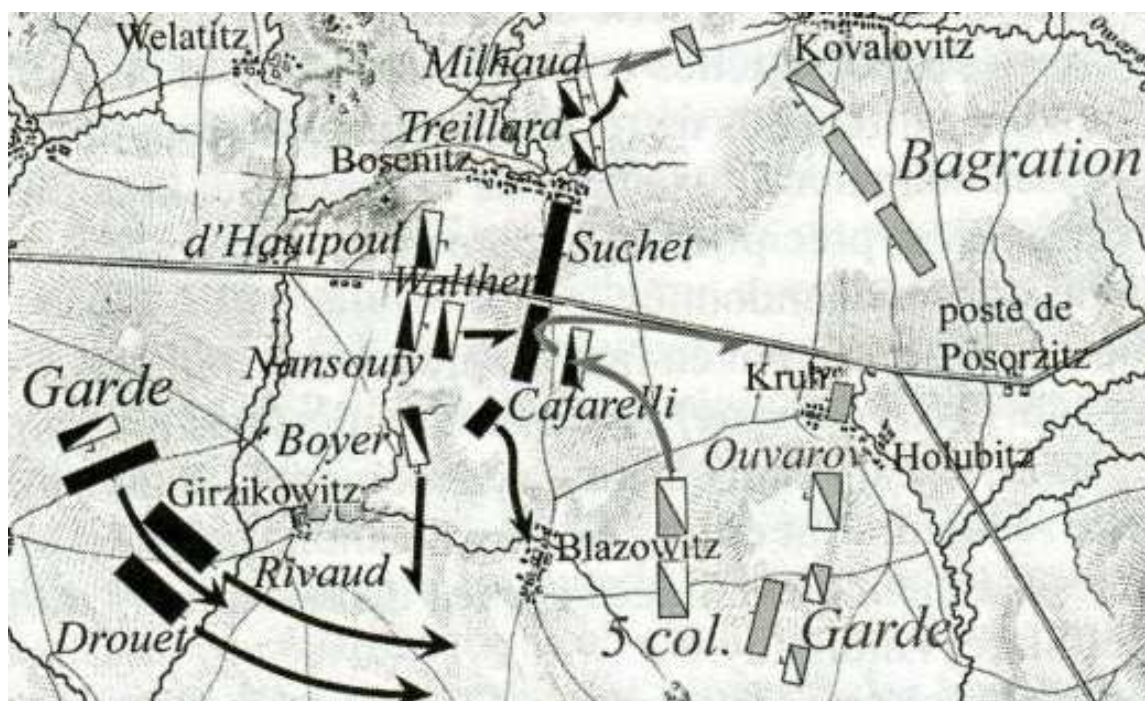 Welatitz
Milhaud
Kovalovitz
Treillard
Bosenitz
Bagration
d'Hautpoul
Suchet
Walther
poste de
Posorzitz
Nansouty
Kruh
Garde
Cafarelli
Boyer
Ouvarov
Holubitz
Girzikowitz
Blazowitz
Rivaud
Drouet
5 col.
Garde